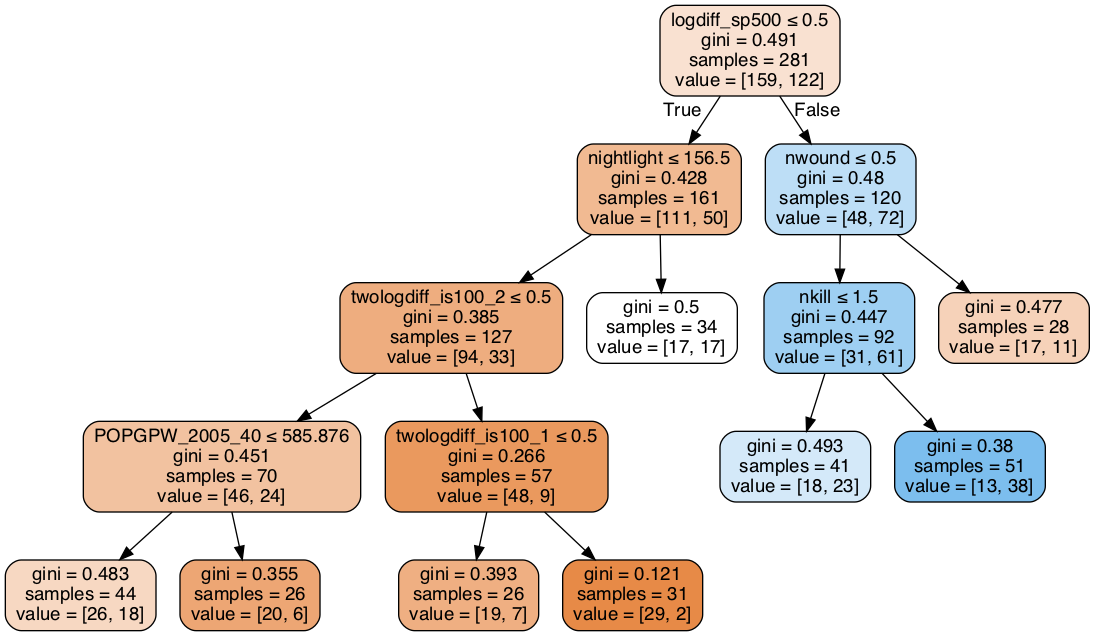 logdiff_sp500 ≤ 0.5
gini = 0.491
samples = 281
value = [159, 122]
True
False
nightlight ≤ 156.5
gini = 0.428
samples = 161
value = [111, 50]
nwound ≤ 0.5
gini = 0.48
samples = 120
value = [48, 72]
twologdiff_is100_2 ≤ 0.5
gini = 0.385
samples = 127
value = [94, 33]
gini = 0.5
samples = 34
value = [17, 17]
nkill ≤ 1.5
gini = 0.447
samples = 92
value = [31, 61]
gini = 0.477
samples = 28
value = [17, 11]
POPGPW_2005_40 ≤ 585.876
gini = 0.451
samples = 70
value = [46, 24]
twologdiff_is100_1 ≤ 0.5
gini = 0.266
samples = 57
value = [48, 9]
gini = 0.493
samples = 41
value = [18, 23]
gini = 0.38
samples = 51
value = [13, 38]
gini = 0.483
samples = 44
value = [26, 18]
gini = 0.355
samples = 26
value = [20, 6]
gini = 0.393
samples = 26
value = [19, 7]
gini = 0.121
samples = 31
value = [29, 2]